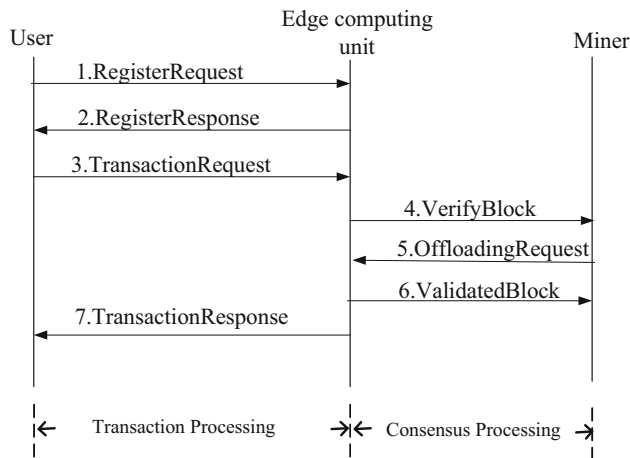 User
Edge computing
unit
Miner
1.RegisterRequest
2.RegisterResponse
3.TransactionRequest
4.VerifyBlock
5.OffloadingRequest
6.ValidatedBlock
7.TransactionResponse
Transaction Processing
Consensus Processing